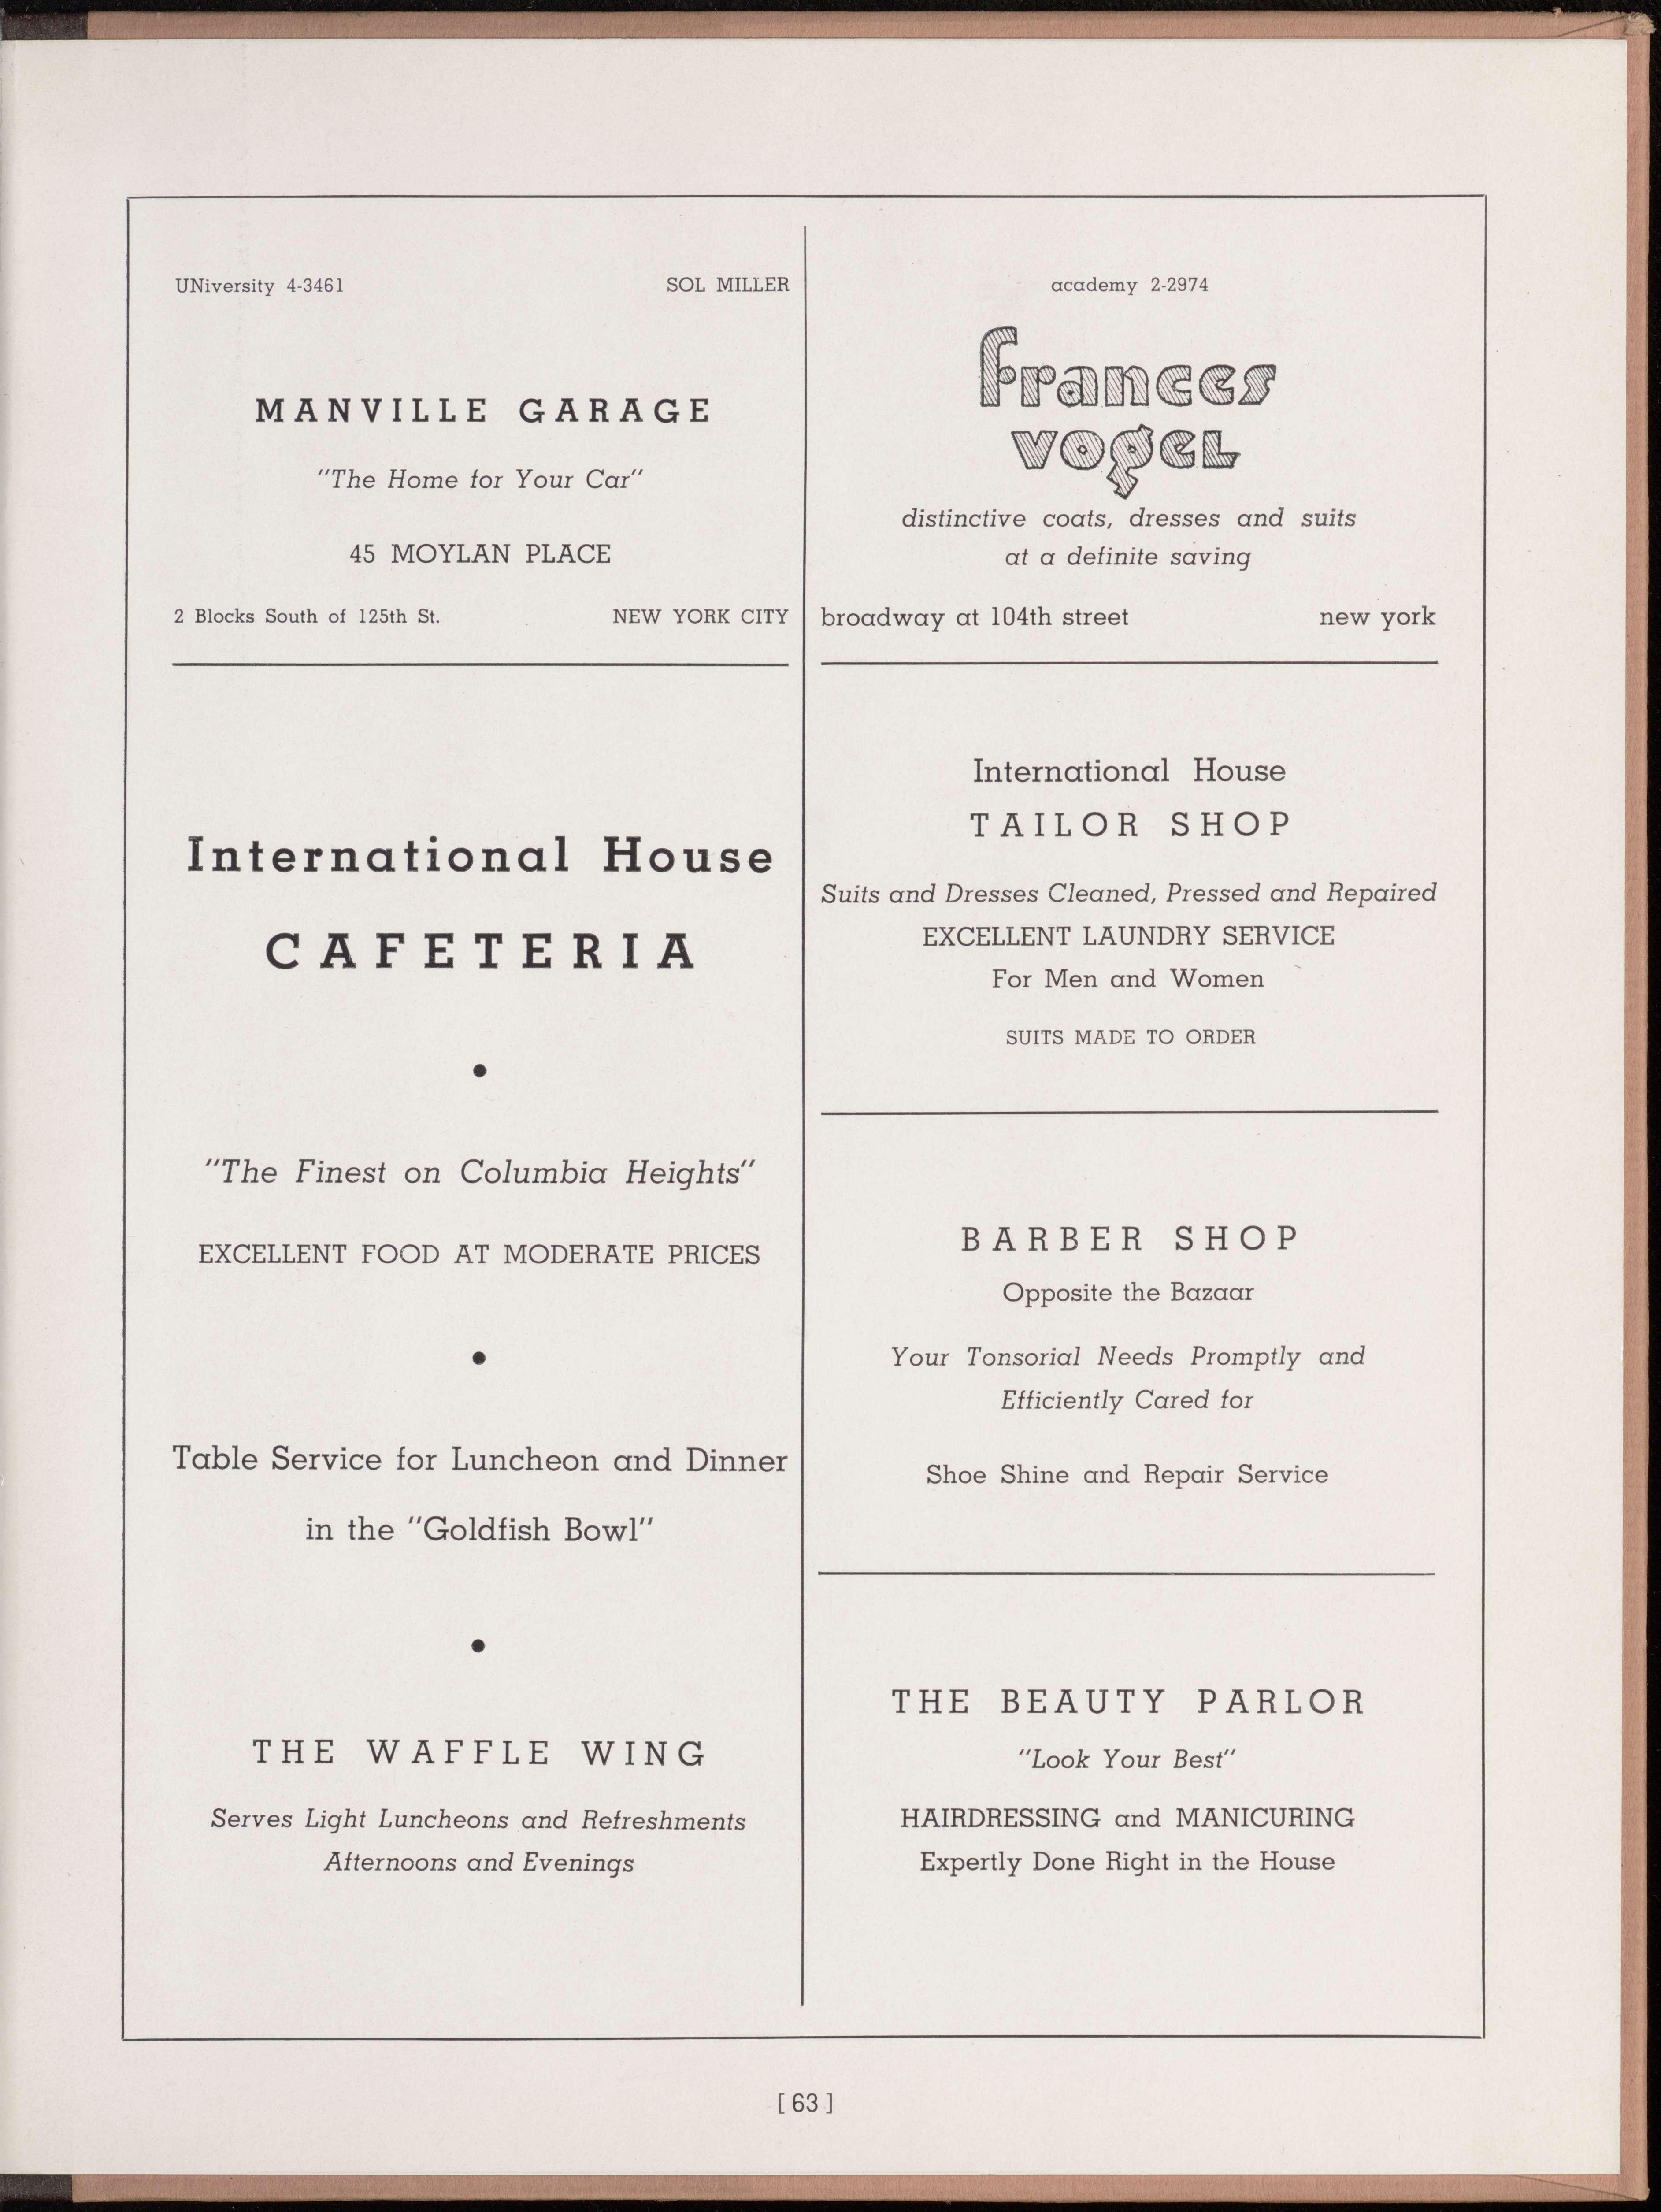 UNiversity 4-3461 SOL MILLER
MANVILLE GARAGE
"The Home for Your Car"
45 MOYLAN PLACE
2 Blocks South of 125th St. NEW YORK CITY
International House
CAFETERIA
"The Finest on Columbia Heights"
EXCELLENT FOOD AT MODERATE PRICES
Table Service for Luncheon and Dinner
in the "Goldfish Bowl"
THE WAFFLE WING
Serves Light Luncheons and Refreshments
Afternoons and Evenings
academy 2-2974
frances
vogel
distinctive coats, dresses and suits
at a definite saving
broadway at 104th street new york
International House
TAILOR SHOP
Suits and Dresses Cleaned, Pressed and Repaired
EXCELLENT LAUNDRY SERVICE
For Men and Women
SUITS MADE TO ORDER
BARBER SHOP
Opposite the Bazaar
Your Tonsorial Needs Promptly and
Efficiently Cared for
Shoe Shine and Repair Service
THE BEAUTY PARLOR
"Look Your Best"
HAIRDRESSING and MANICURING
Expertly Done Right in the House
[ 63 ]